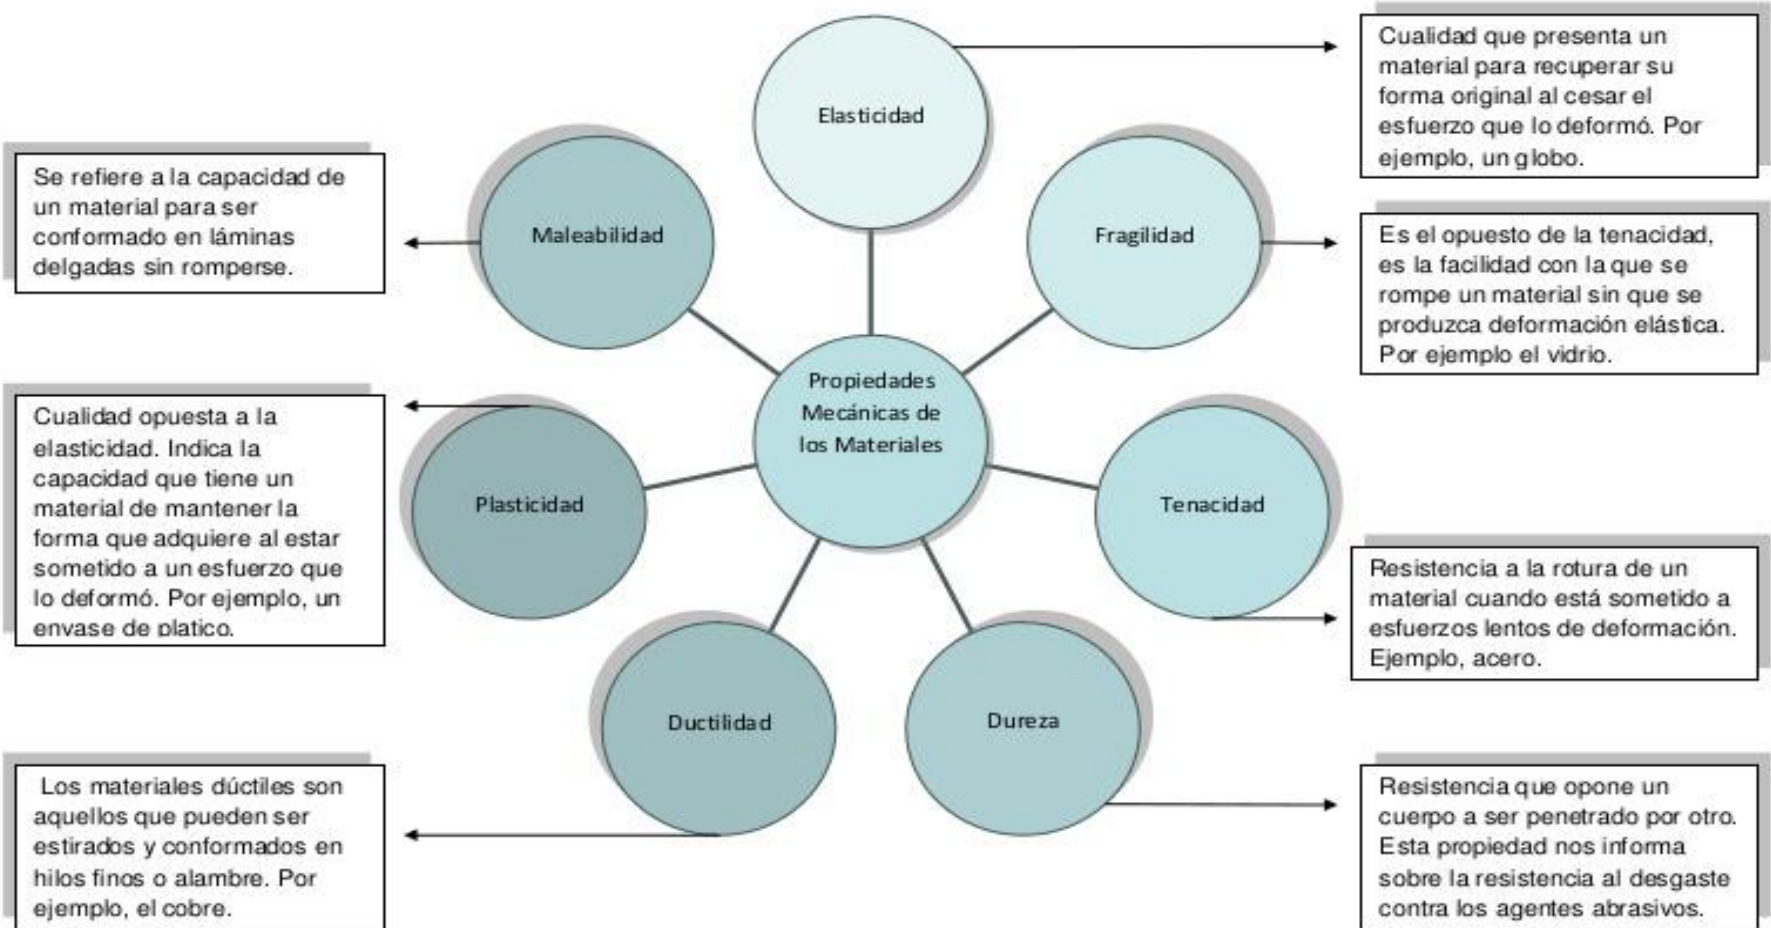 Elasticidad
Cualidad que presenta un
material para recuperar su
forma original al cesar el
esfuerzo que lo deformó. Por
ejemplo, un globo.
Fragilidad
Es el opuesto de la tenacidad,
es la facilidad con la que se
rompe un material sin que se
produzca deformación elástica.
Por ejemplo el vidrio.
Maleabilidad
Se refiere a la capacidad de
un material para ser
conformado en láminas
delgadas sin romperse.
Propiedades
Mecánicas de
los Materiales
Plasticidad
Cualidad opuesta a la
elasticidad. Indica la
capacidad que tiene un
material de mantener la
forma que adquiere al estar
sometido a un esfuerzo que
lo deformó. Por ejemplo, un
envase de platico.
Tenacidad
Resistencia a la rotura de un
material cuando está sometido a
esfuerzos lentos de deformación.
Ejemplo, acero.
Ductilidad
Los materiales dúctiles son
aquellos que pueden ser
estirados y conformados en
hilos finos o alambre. Por
ejemplo, el cobre.
Dureza
Resistencia que opone un
cuerpo a ser penetrado por otro.
Esta propiedad nos informa
sobre la resistencia al desgaste
contra los agentes abrasivos.